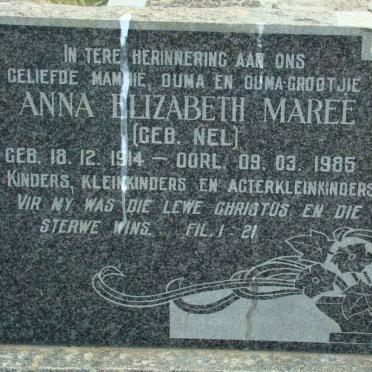 IN TERE HERINNERING AAN ONS
GELIEFDE MAMMIE, OUMA EN OUMA-GROOTJIE
ANNA ELIZABETH MAREE
(GEB. NEL)
GEB. 18. 12. 1914 — OORL. 09. 03. 1985
KINDERS, KLEINKINDERS EN AGTERKLEINKINDERS
VIR MY WAS DIE LEWE CHRISTUS EN DIE
STERWE WINS. FIL. 1 - 21